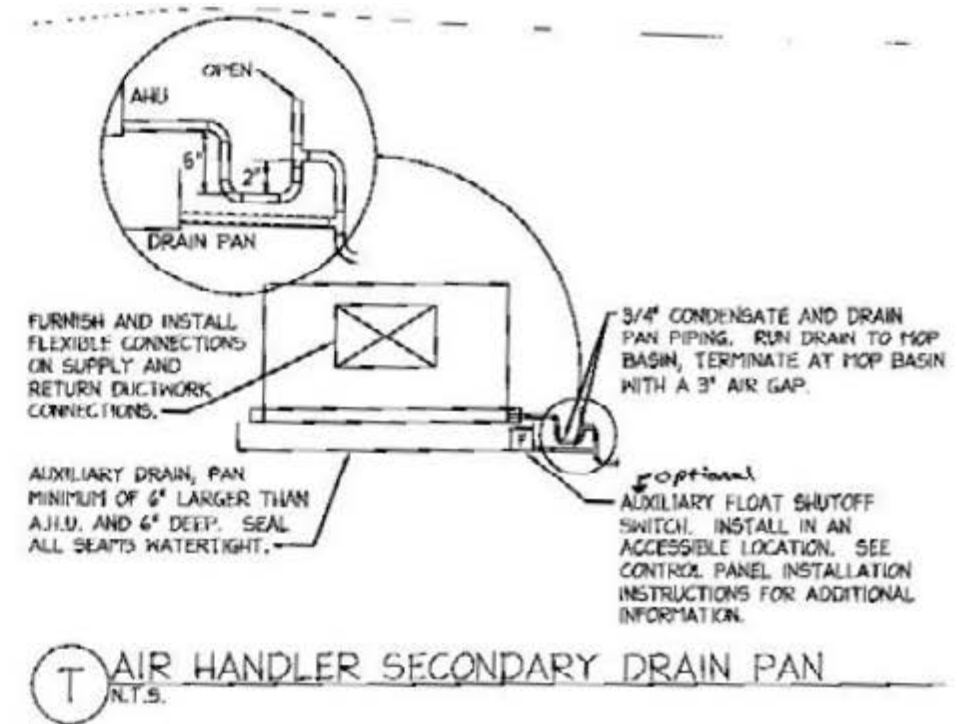 OPEN
AHU
6"
2"
DRAIN PAN
FURNISH AND INSTALL
FLEXIBLE CONNECTIONS
ON SUPPLY AND
RETURN DUCTWORK
CONNECTIONS.
3/4" CONDENSATE AND DRAIN
PAN PIPING. RUN DRAIN TO MOP
BASIN, TERMINATE AT MOP BASIN
WITH A 3" AIR GAP.
F
AUXILIARY DRAIN, PAN
MINIMUM OF 6" LARGER THAN
A.H.U. AND 6" DEEP. SEAL
ALL SEAMS WATERTIGHT.
optional
AUXILIARY FLOAT SHUTOFF
SWITCH. INSTALL IN AN
ACCESSIBLE LOCATION. SEE
CONTROL PANEL INSTALLATION
INSTRUCTIONS FOR ADDITIONAL
INFORMATION.
T AIR HANDLER SECONDARY DRAIN PAN
N.T.S.